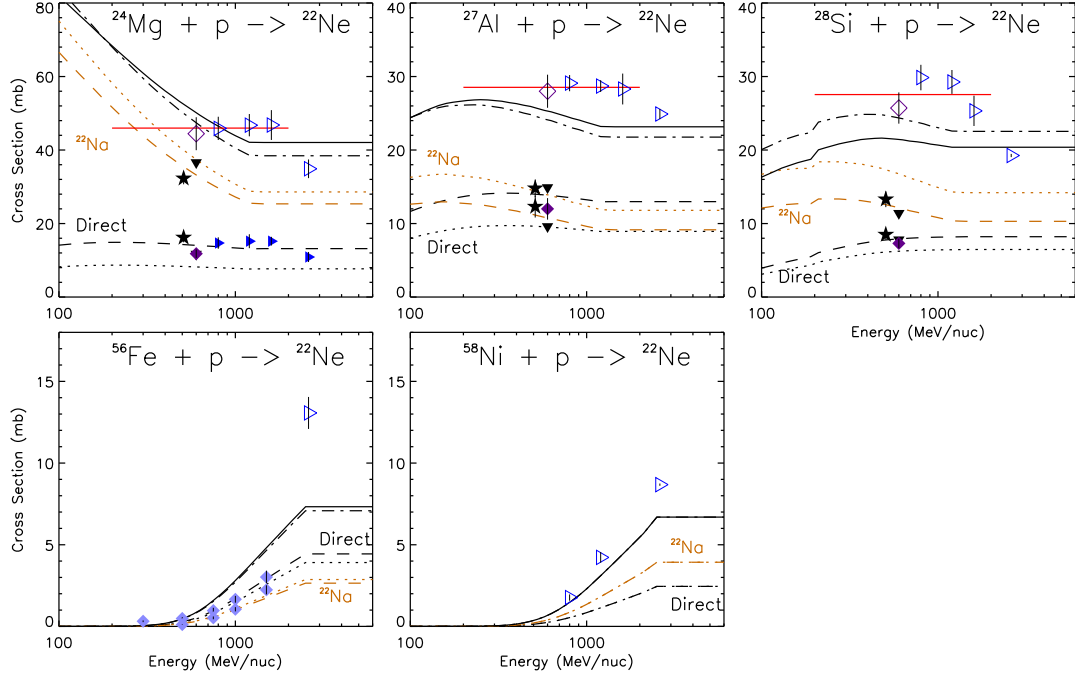 ²⁴Mg + p −> ²²Ne
²⁷Al + p −> ²²Ne
²⁸Si + p −> ²²Ne
Cross Section (mb)
80
60
40
20
0
²²Na
Direct
100
1000
40
30
20
10
0
²²Na
Direct
40
30
20
10
0
²²Na
Direct
100
1000
Energy (MeV/nuc)
⁵⁶Fe + p −> ²²Ne
⁵⁸Ni + p −> ²²Ne
Cross Section (mb)
15
10
5
0
Direct
²²Na
100
1000
Energy (MeV/nuc)
15
10
5
0
²²Na
Direct
100
1000
Energy (MeV/nuc)